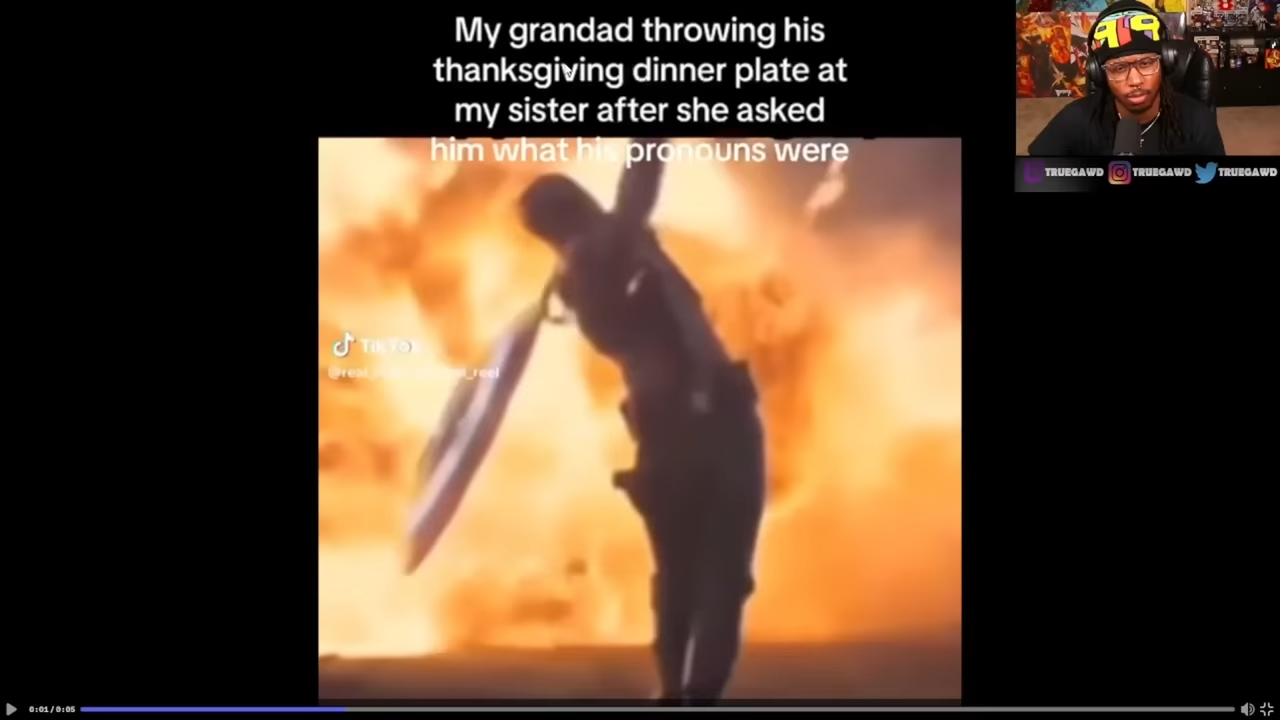 My grandad throwing his
thanksgiving dinner plate at
my sister after she asked
him what his pronouns were
TikTok
TRUEGAWD
TRUEGAWD
TRUEGAWD
0:01 / 0:05